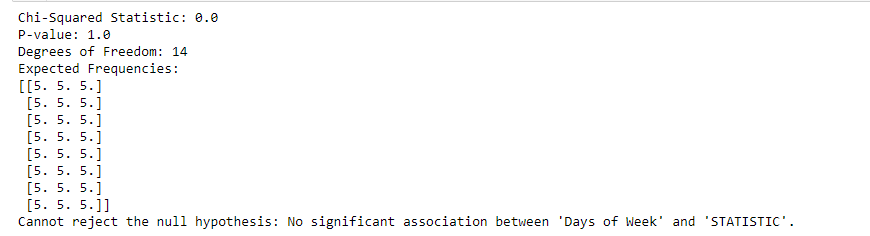 Chi-Squared Statistic: 0.0
P-value: 1.0
Degrees of Freedom: 14
Expected Frequencies:
[[5. 5. 5.]
 [5. 5. 5.]
 [5. 5. 5.]
 [5. 5. 5.]
 [5. 5. 5.]
 [5. 5. 5.]
 [5. 5. 5.]
 [5. 5. 5.]]
Cannot reject the null hypothesis: No significant association between 'Days of Week' and 'STATISTIC'.